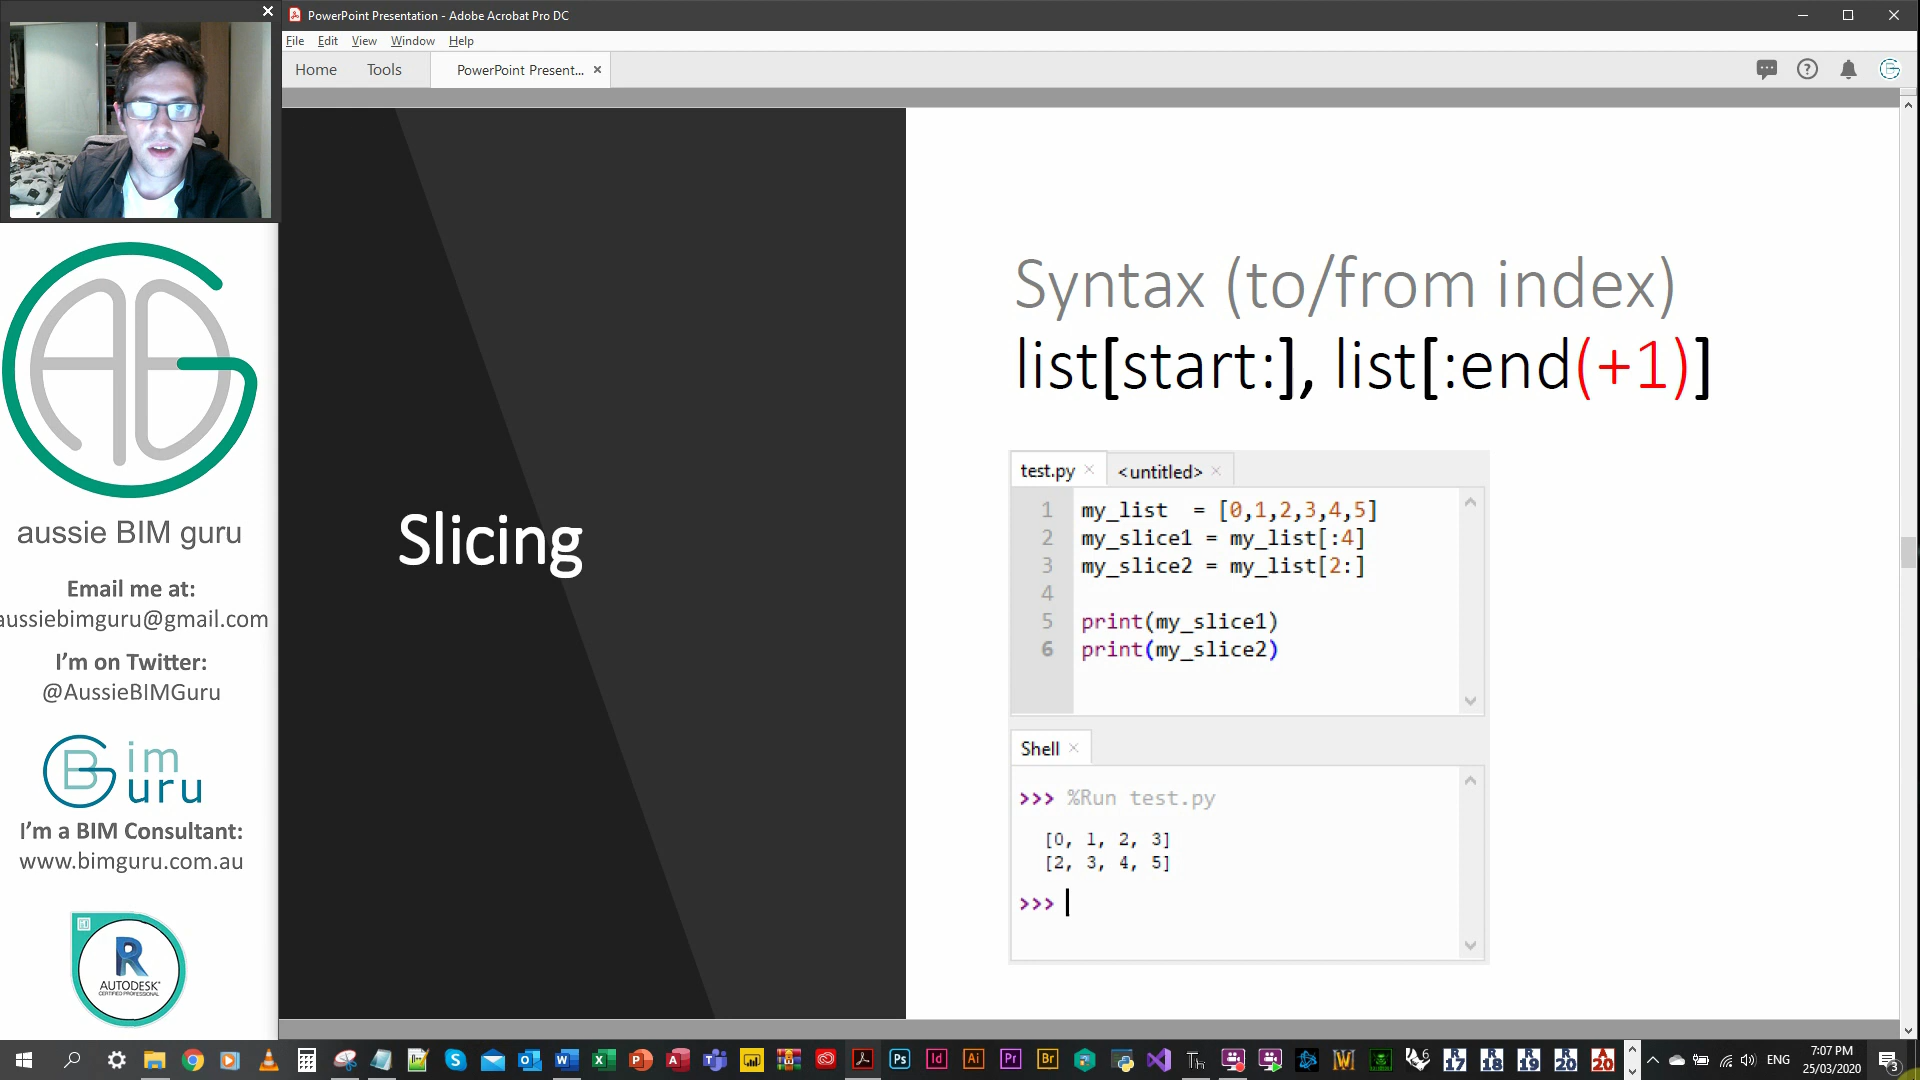 PowerPoint Presentation - Adobe Acrobat Pro DC
File Edit View Window Help
Home Tools PowerPoint Present...
aussie BIM guru
Email me at:
aussiebimguru@gmail.com
I'm on Twitter:
@AussieBIMGuru
B im
G uru
I'm a BIM Consultant:
www.bimguru.com.au
R
AUTODESK
CERTIFIED PROFESSIONAL
Slicing
Syntax (to/from index)
list[start:], list[:end(+1)]
test.py <untitled>
1 my_list = [0,1,2,3,4,5]
2 my_slice1 = my_list[:4]
3 my_slice2 = my_list[2:]
4
5 print(my_slice1)
6 print(my_slice2)
Shell
>>> %Run test.py
[0, 1, 2, 3]
[2, 3, 4, 5]
>>>
ENG
7:07 PM
25/03/2020
3